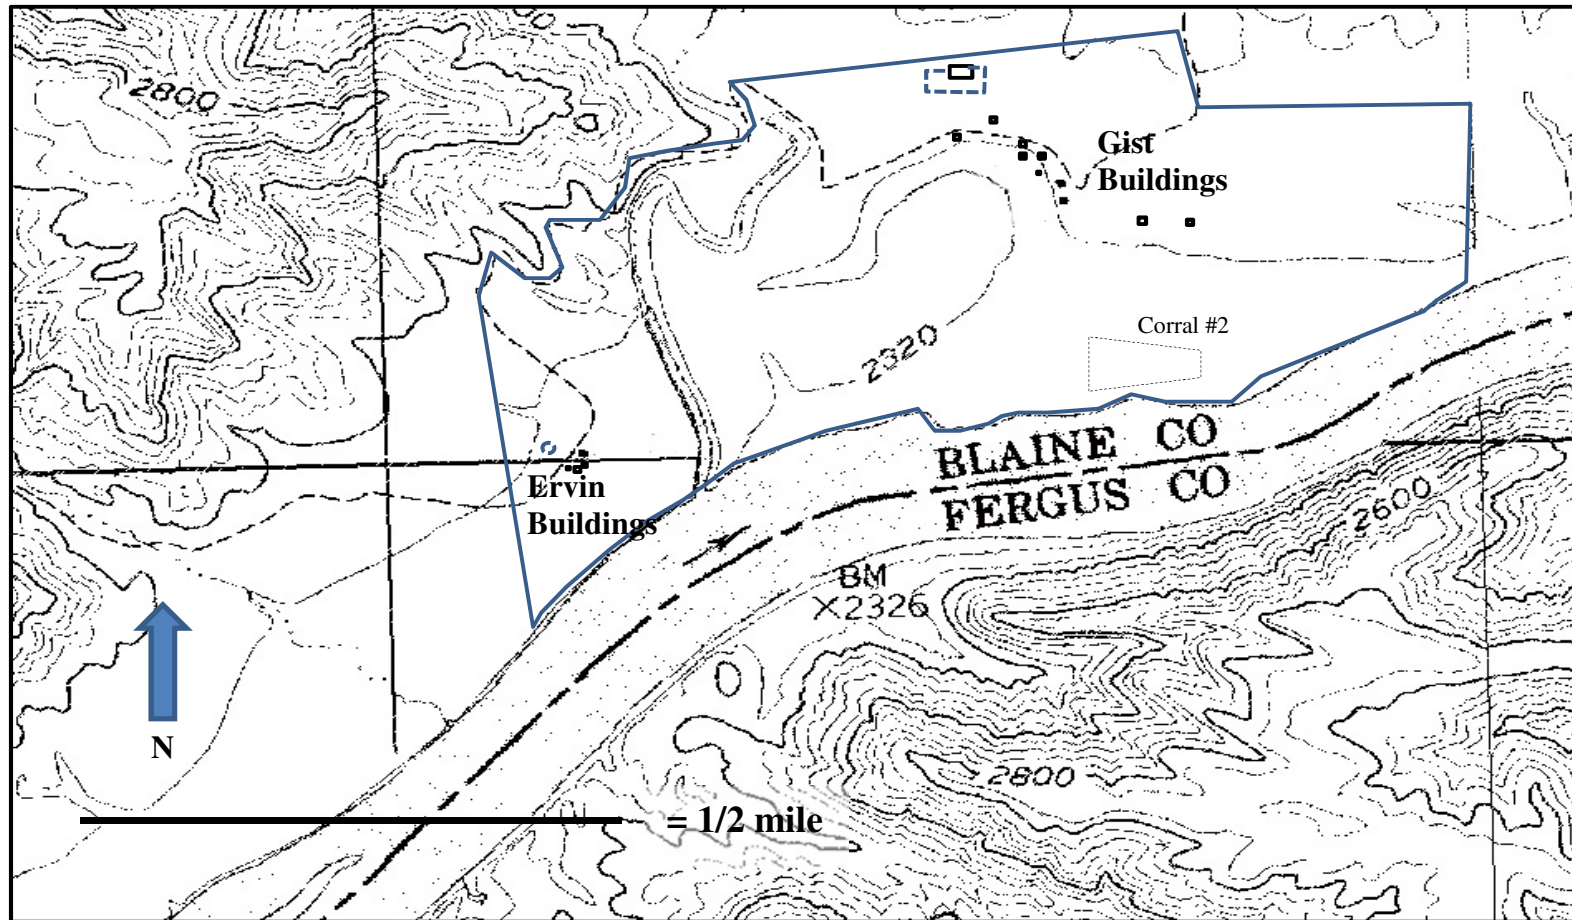 2800
Gist
Buildings
Corral #2
2320
BLAINE CO
FERGUS CO
Ervin
Buildings
2600
BM
X2326
N
2800
= 1/2 mile